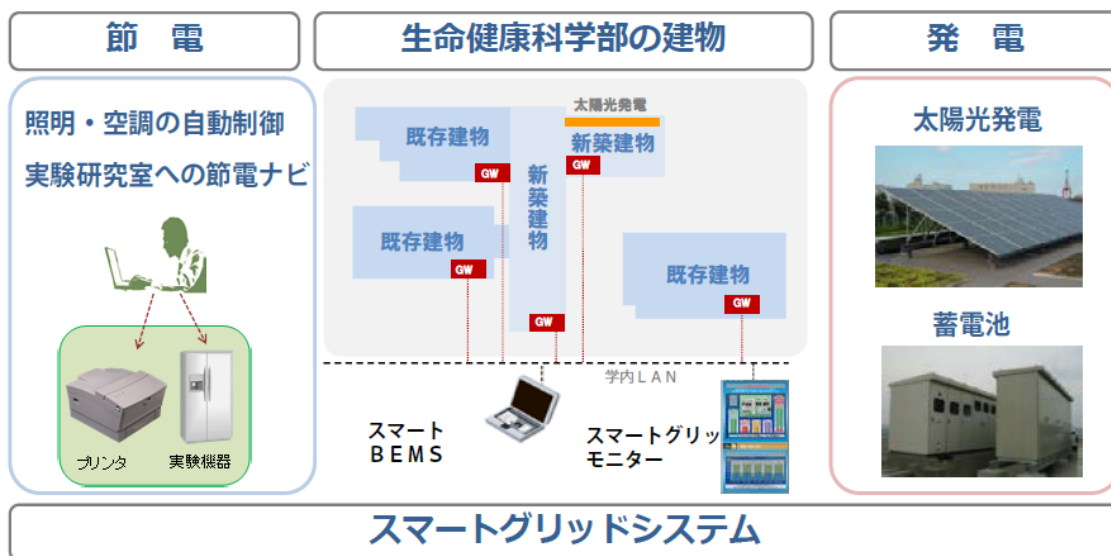 節　電
生命健康科学部の建物
発　電
照明・空調の自動制御
実験研究室への節電ナビ
プリンタ
実験機器
太陽光発電
既存建物
新築建物
GW
GW
新築建物
既存建物
GW
既存建物
GW
GW
学内ＬＡＮ
スマート
ＢＥＭＳ
スマートグリッ
モニター
太陽光発電
蓄電池
スマートグリッドシステム